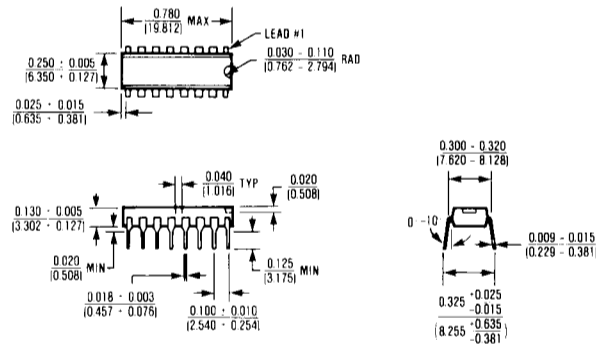 0.780 MAX
[19.812]
LEAD #1
0.030 - 0.110 RAD
[0.762 - 2.794]
0.250 · 0.005
[6.350 · 0.127]
0.025 · 0.015
[0.635 · 0.381]
0.300 - 0.320
[7.620 - 8.128]
0.040 TYP
[1.016]
0.020
[0.508]
0.130 · 0.005
[3.302 · 0.127]
0 -10
0.009 - 0.015
[0.229 - 0.381]
0.020 MIN
[0.508]
0.125 MIN
[3.175]
0.018 · 0.003
[0.457 · 0.076]
0.100 · 0.010
[2.540 · 0.254]
0.325 +0.025
-0.015
(8.255 +0.635
-0.381)